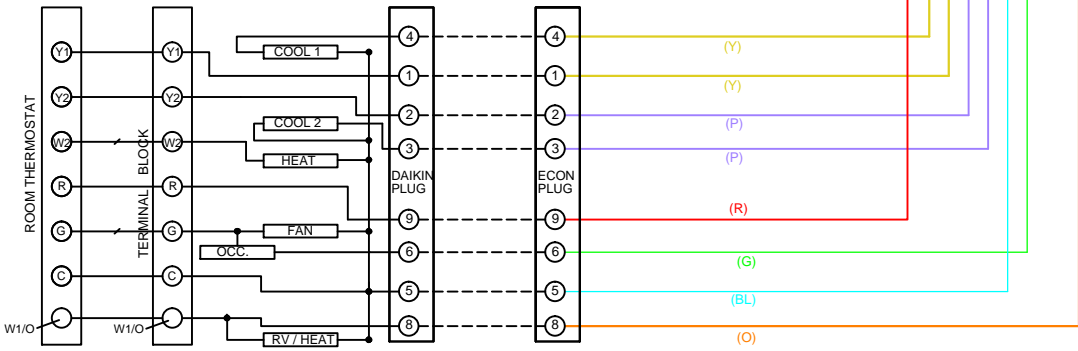 ROOM THERMOSTAT
Y1
Y2
W2
R
G
C
W1/O
TERMINAL BLOCK
Y1
Y2
W2
R
G
C
W1/O
COOL 1
COOL 2
HEAT
FAN
OCC.
RV / HEAT
4
1
2
3
DAIKIN
PLUG
9
6
5
8
4
1
2
3
ECON
PLUG
9
6
5
8
(Y)
(Y)
(P)
(P)
(R)
(G)
(BL)
(O)